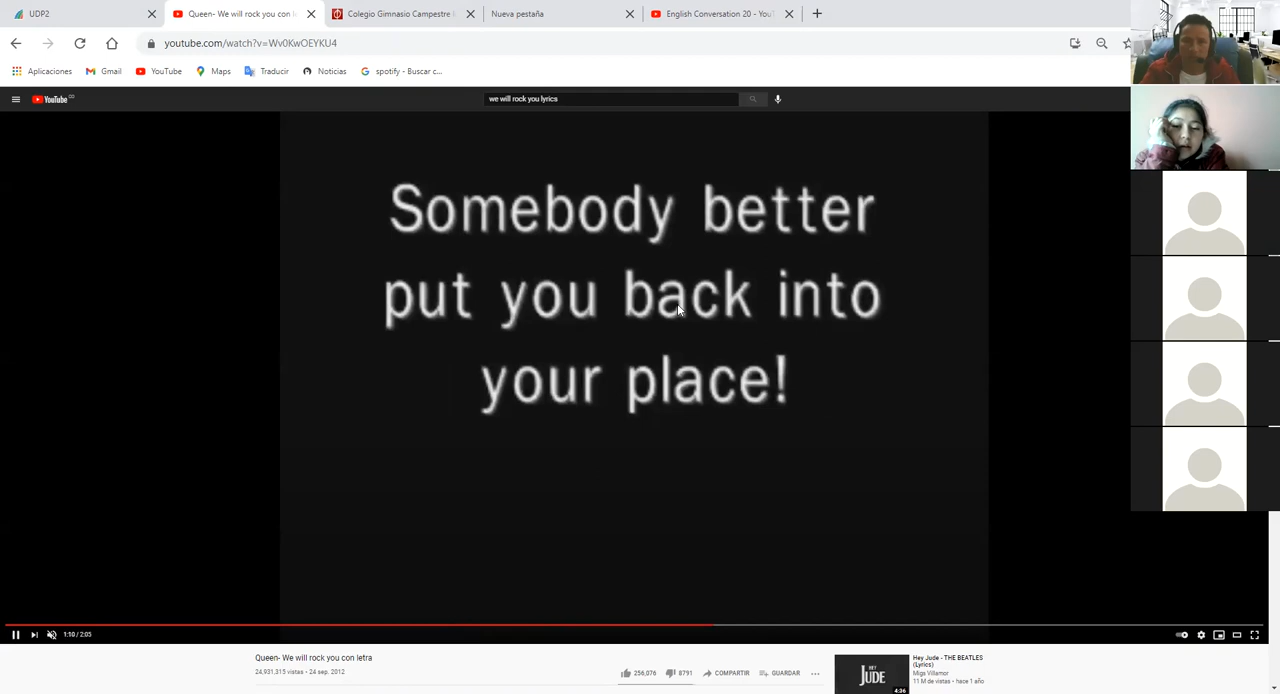 UDP2
Queen- We will rock you con l
Colegio Gimnasio Campestre
Nueva pestaña
English Conversation 20 - YouT
youtube.com/watch?v=Wv0KwOEYKU4
Aplicaciones
Gmail
YouTube
Maps
Traducir
Noticias
spotify - Buscar c...
YouTube CO
we will rock you lyrics
Somebody better
put you back into
your place!
1:10 / 2:05
Queen- We will rock you con letra
24,931,315 vistas • 24 sep. 2012
256,076
8791
COMPARTIR
GUARDAR
HEY
JUDE
4:36
Hey Jude - THE BEATLES
(Lyrics)
Migs Villamor
11 M de vistas • hace 1 año